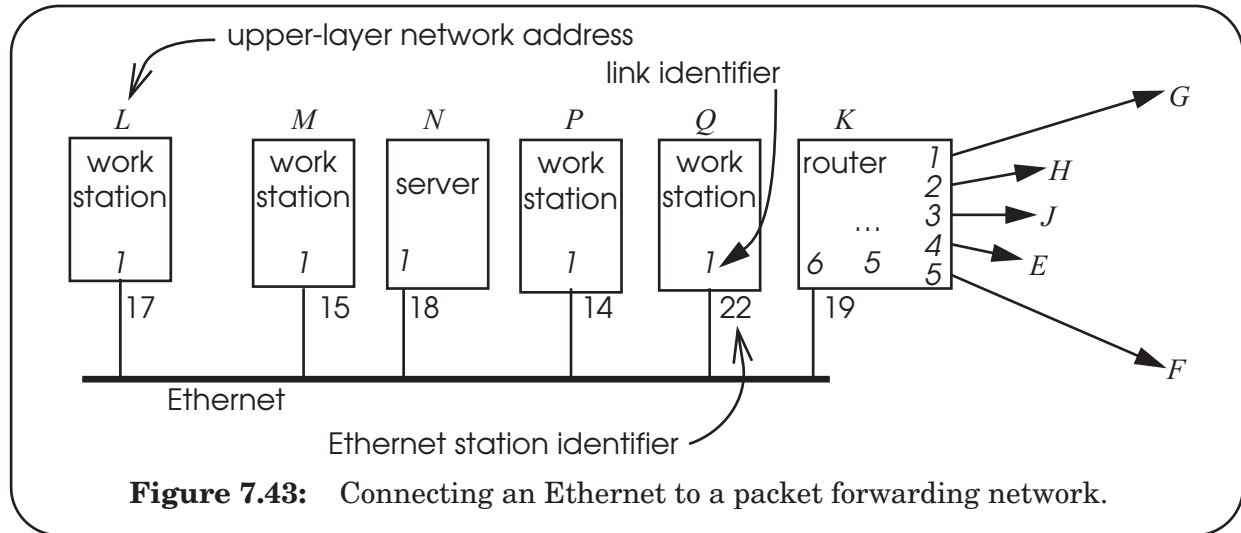 upper-layer network address
link identifier
L M N P Q K
G
work station
1
17
work station
1
15
server
1
18
work station
1
14
work station
1
22
router
1
2
3
4
5
...
6 5
19
H
J
E
F
Ethernet
Ethernet station identifier
Figure 7.43: Connecting an Ethernet to a packet forwarding network.